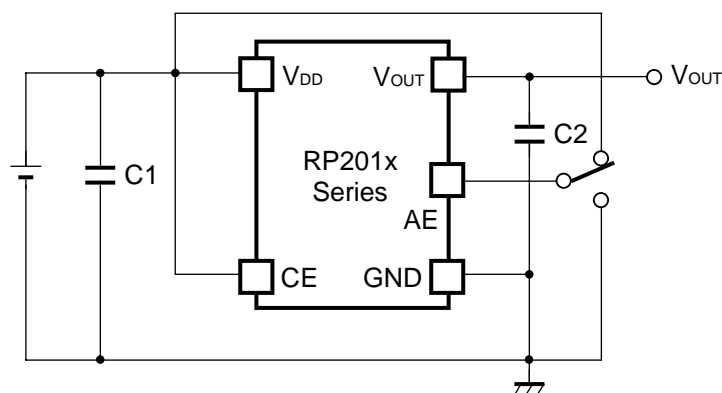 VDD
VOUT
VOUT
C2
C1
RP201x
Series
AE
CE
GND